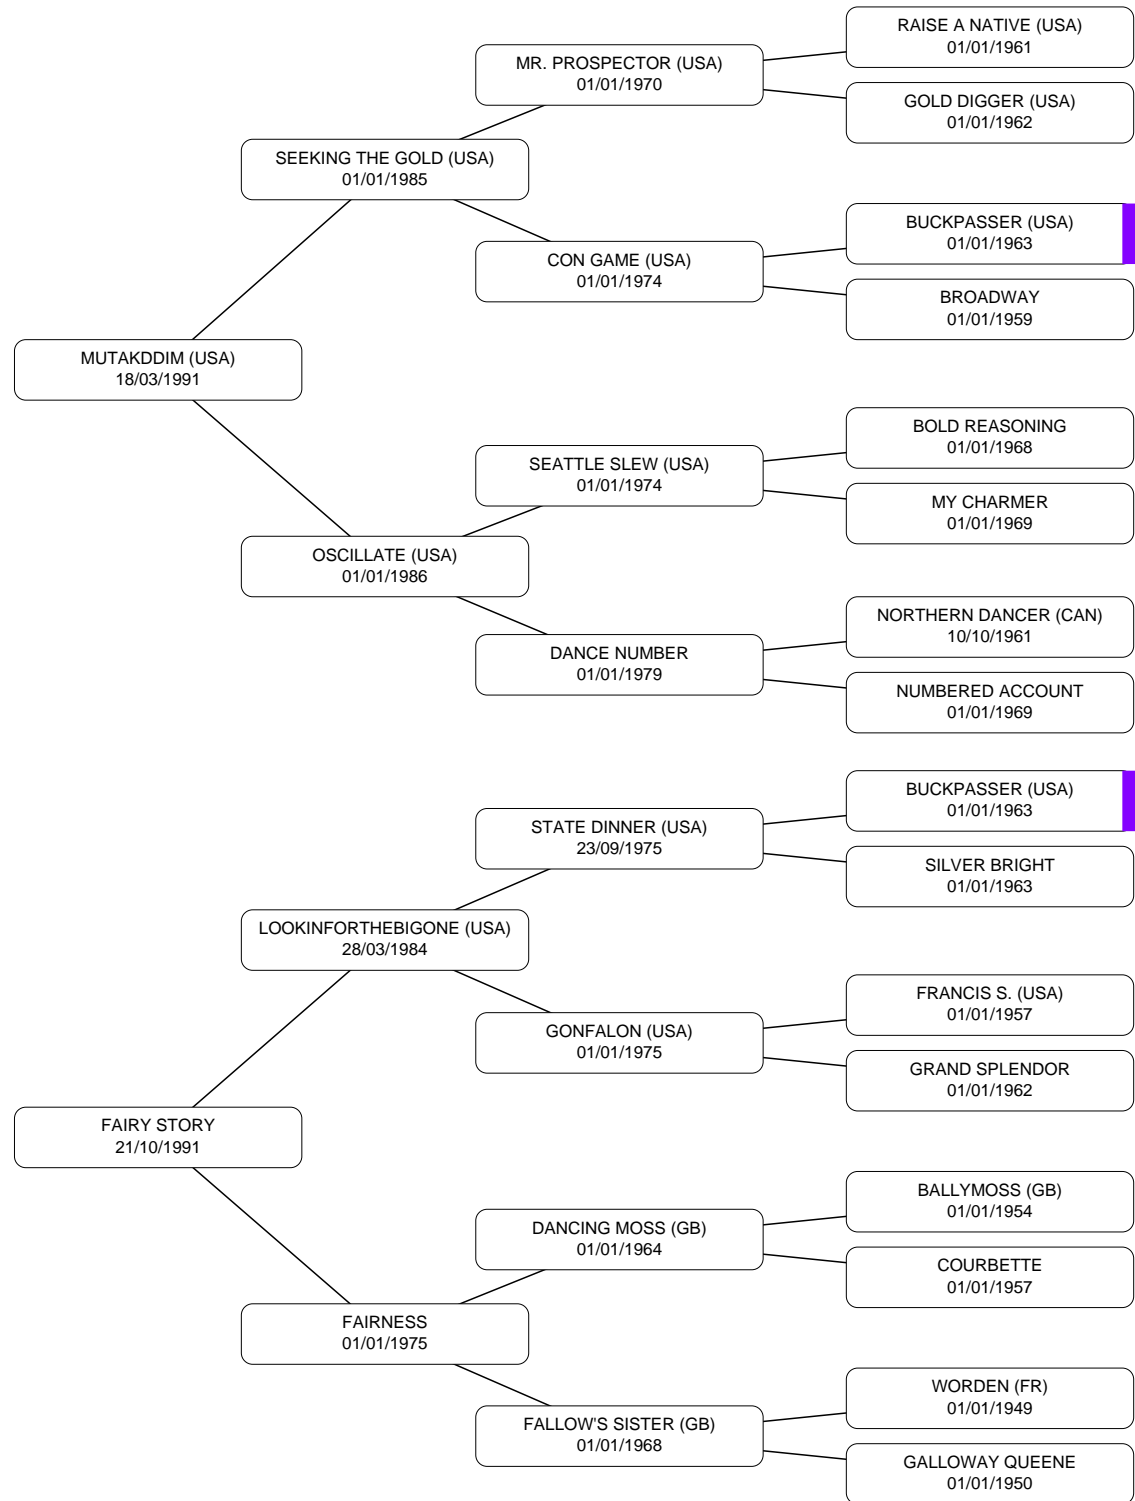 RAISE A NATIVE (USA)
01/01/1961
MR. PROSPECTOR (USA)
01/01/1970
GOLD DIGGER (USA)
01/01/1962
SEEKING THE GOLD (USA)
01/01/1985
BUCKPASSER (USA)
01/01/1963
CON GAME (USA)
01/01/1974
BROADWAY
01/01/1959
MUTAKDDIM (USA)
18/03/1991
BOLD REASONING
01/01/1968
SEATTLE SLEW (USA)
01/01/1974
MY CHARMER
01/01/1969
OSCILLATE (USA)
01/01/1986
NORTHERN DANCER (CAN)
10/10/1961
DANCE NUMBER
01/01/1979
NUMBERED ACCOUNT
01/01/1969
BUCKPASSER (USA)
01/01/1963
STATE DINNER (USA)
23/09/1975
SILVER BRIGHT
01/01/1963
LOOKINFORTHEBIGONE (USA)
28/03/1984
FRANCIS S. (USA)
01/01/1957
GONFALON (USA)
01/01/1975
GRAND SPLENDOR
01/01/1962
FAIRY STORY
21/10/1991
BALLYMOSS (GB)
01/01/1954
DANCING MOSS (GB)
01/01/1964
COURBETTE
01/01/1957
FAIRNESS
01/01/1975
WORDEN (FR)
01/01/1949
FALLOW'S SISTER (GB)
01/01/1968
GALLOWAY QUEENE
01/01/1950